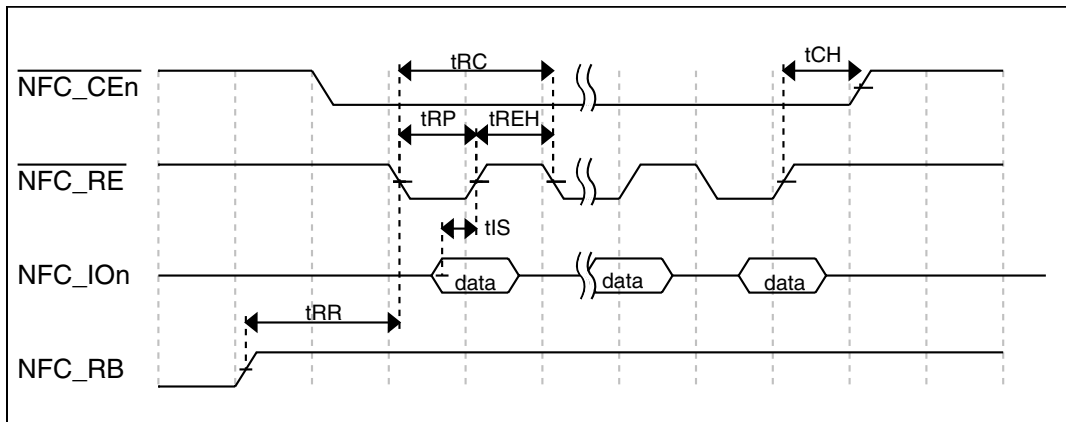 tRC
tCH
NFC_CEn
tRP
tREH
NFC_RE
tIS
NFC_IOn
data
data
data
tRR
NFC_RB